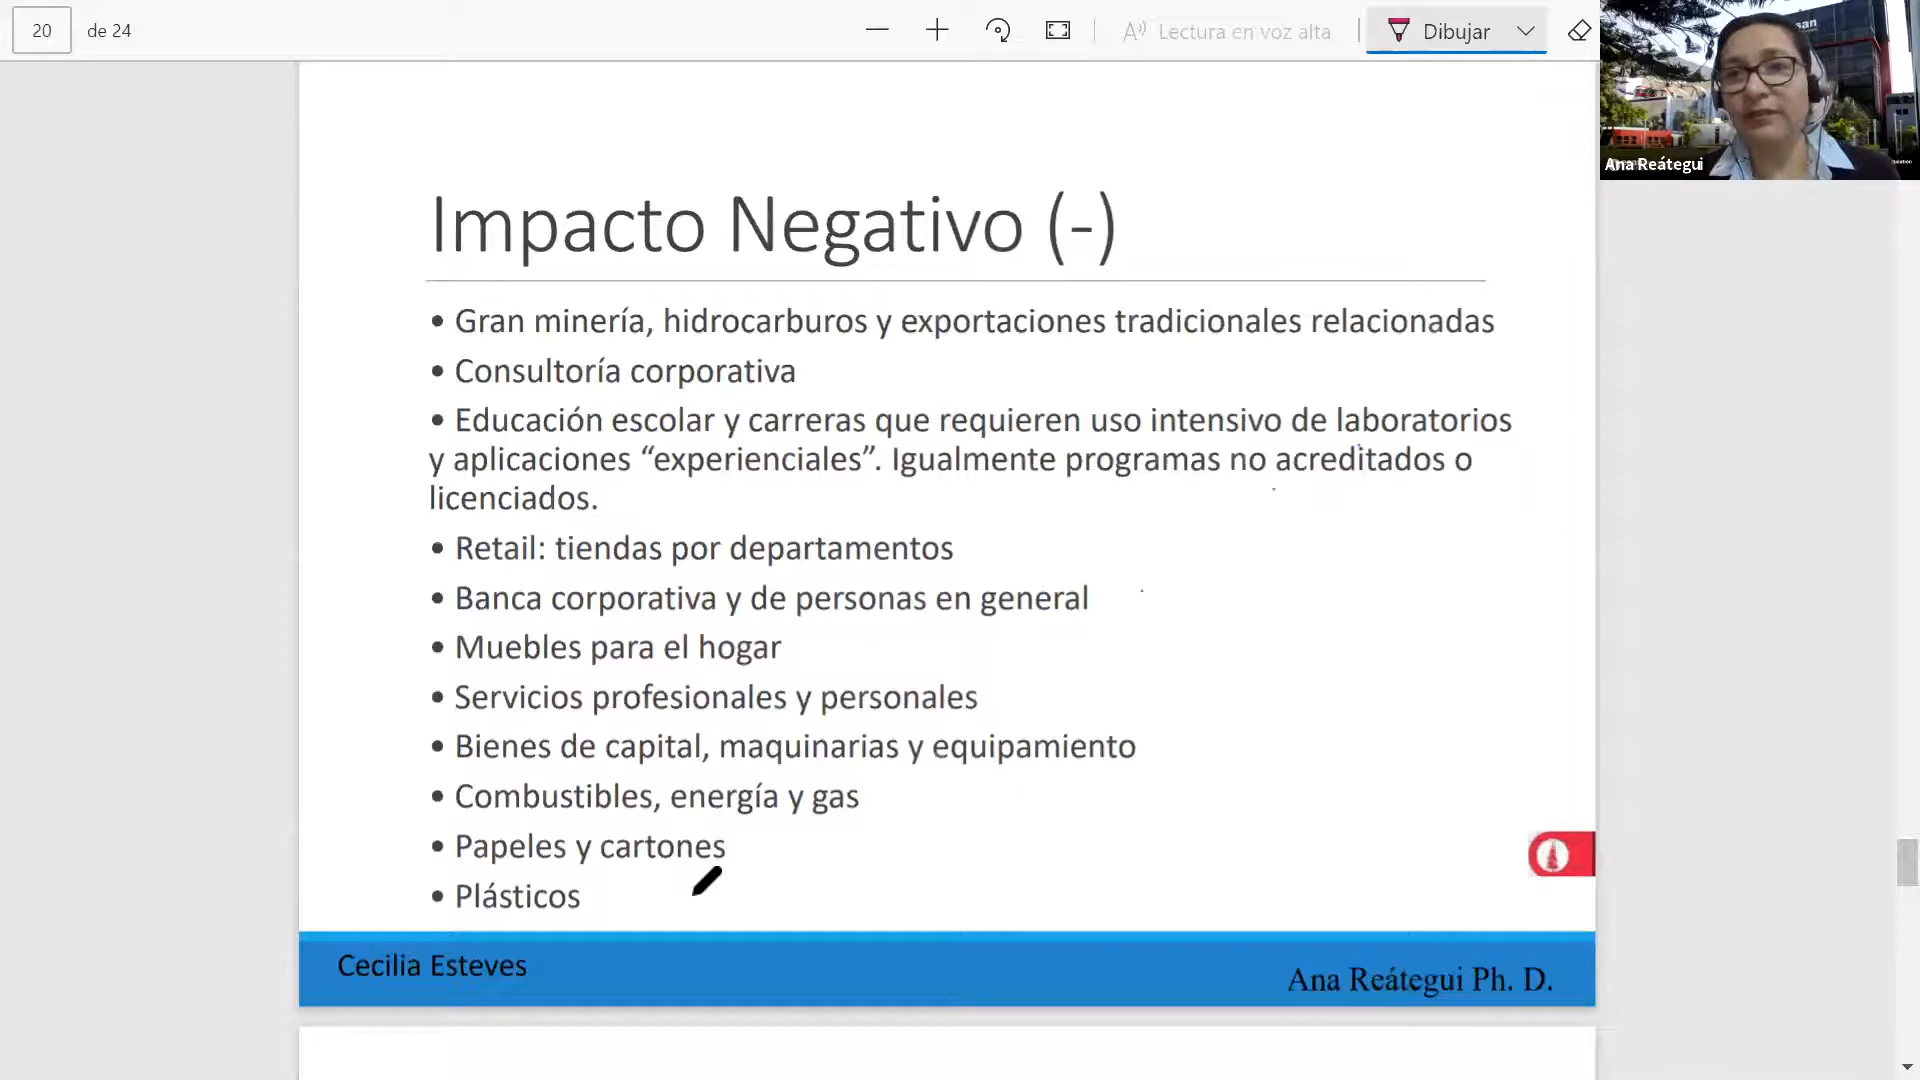 20 de 24 Lectura en voz alta Dibujar
san
Ana Reátegui
Impacto Negativo (-)
• Gran minería, hidrocarburos y exportaciones tradicionales relacionadas
• Consultoría corporativa
• Educación escolar y carreras que requieren uso intensivo de laboratorios
y aplicaciones “experienciales”. Igualmente programas no acreditados o
licenciados.
• Retail: tiendas por departamentos
• Banca corporativa y de personas en general
• Muebles para el hogar
• Servicios profesionales y personales
• Bienes de capital, maquinarias y equipamiento
• Combustibles, energía y gas
• Papeles y cartones
• Plásticos
Cecilia Esteves
Ana Reátegui Ph. D.